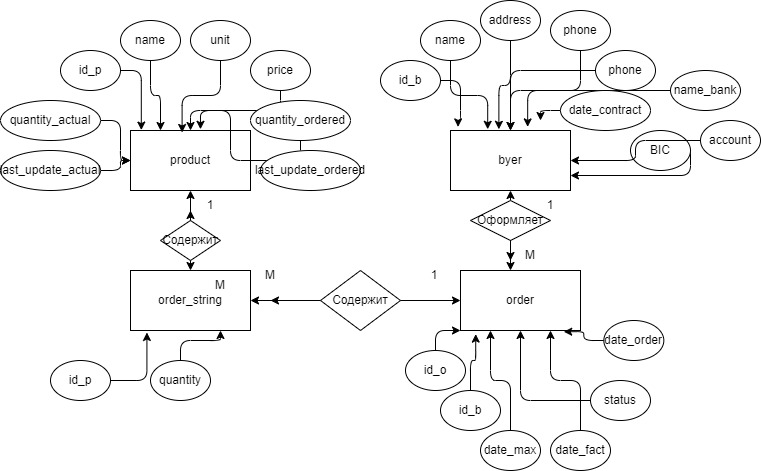 name
unit
id_p
price
quantity_actual
quantity_ordered
last_update_actual
last_update_ordered
product
name
address
phone
id_b
phone
name_bank
date_contract
account
BIC
byer
1
Содержит
1
Оформляет
M
M
order_string
M
Содержит
1
order
id_p
quantity
id_o
id_b
date_order
status
date_max
date_fact